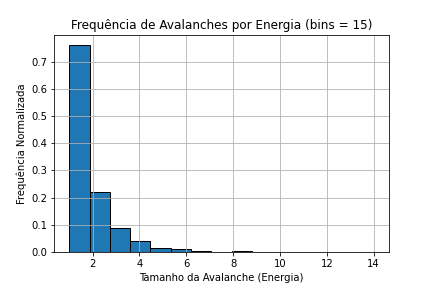 Frequência de Avalanches por Energia (bins = 15)
Frequência Normalizada
0.7
0.6
0.5
0.4
0.3
0.2
0.1
0.0
2 4 6 8 10 12 14
Tamanho da Avalanche (Energia)